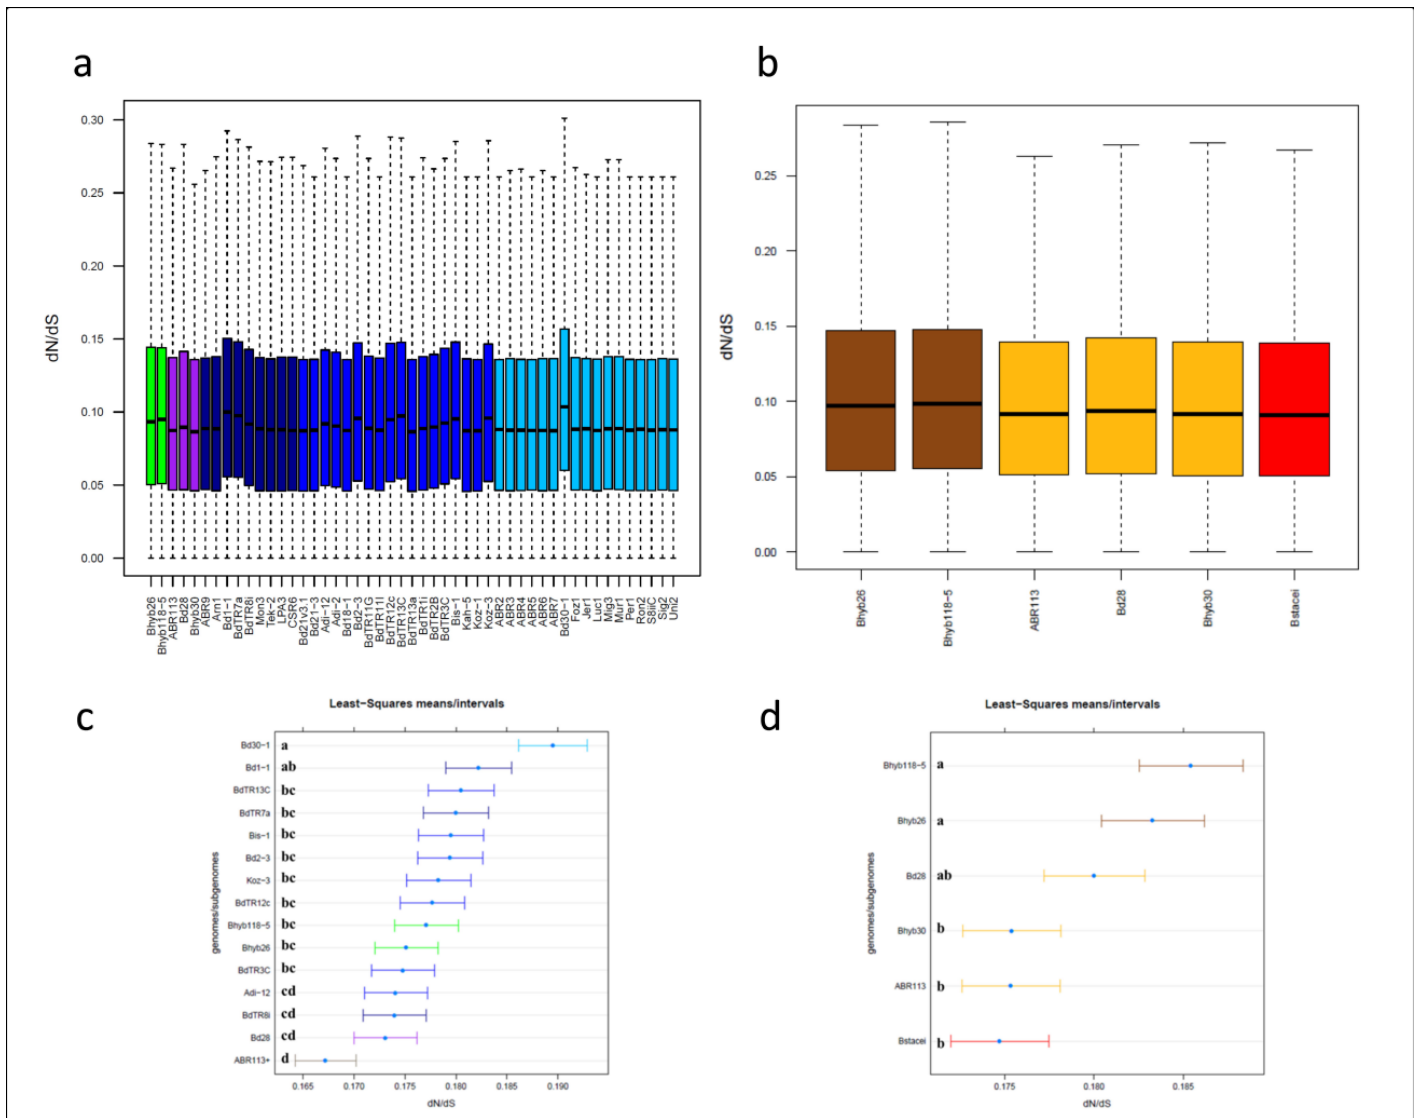 a
b
0.30
0.25
0.20
0.15
0.10
0.05
0.00
dN/dS
Bhyb26
Bhyb118-5
ABR113
Bd28
Bhyb30
ABR9
Arn1
Bd1-1
BdTR7a
BdTR8i
Mon3
Tek-2
LPA3
CSR6
Bd21v3.1
Bd21-3
Adi-12
Adi-2
Bd18-1
Bd2-3
BdTR11G
BdTR11I
BdTR12c
BdTR13C
BdTR13a
BdTR1i
BdTR2B
BdTR3C
Bis-1
Kah-5
Koz-1
Koz-3
ABR2
ABR3
ABR4
ABR5
ABR6
ABR7
Bd30-1
Foz1
Jer1
Luc1
Mig3
Mur1
Per1
Ron2
S8iiC
Sig2
Uni2
0.25
0.20
0.15
0.10
0.05
0.00
dN/dS
Bhyb26
Bhyb118-5
ABR113
Bd28
Bhyb30
Bstacei
c
Least-Squares means/intervals
genomes/subgenomes
Bd30-1 a
Bd1-1 ab
BdTR13C bc
BdTR7a bc
Bis-1 bc
Bd2-3 bc
Koz-3 bc
BdTR12c bc
Bhyb118-5 bc
Bhyb26 bc
BdTR3C bc
Adi-12 cd
BdTR8i cd
Bd28 cd
ABR113* d
0.165 0.170 0.175 0.180 0.185 0.190
dN/dS
d
Least-Squares means/intervals
genomes/subgenomes
Bhyb118-5 a
Bhyb26 a
Bd28 ab
Bhyb30 b
ABR113 b
Bstacei b
0.175 0.180 0.185
dN/dS